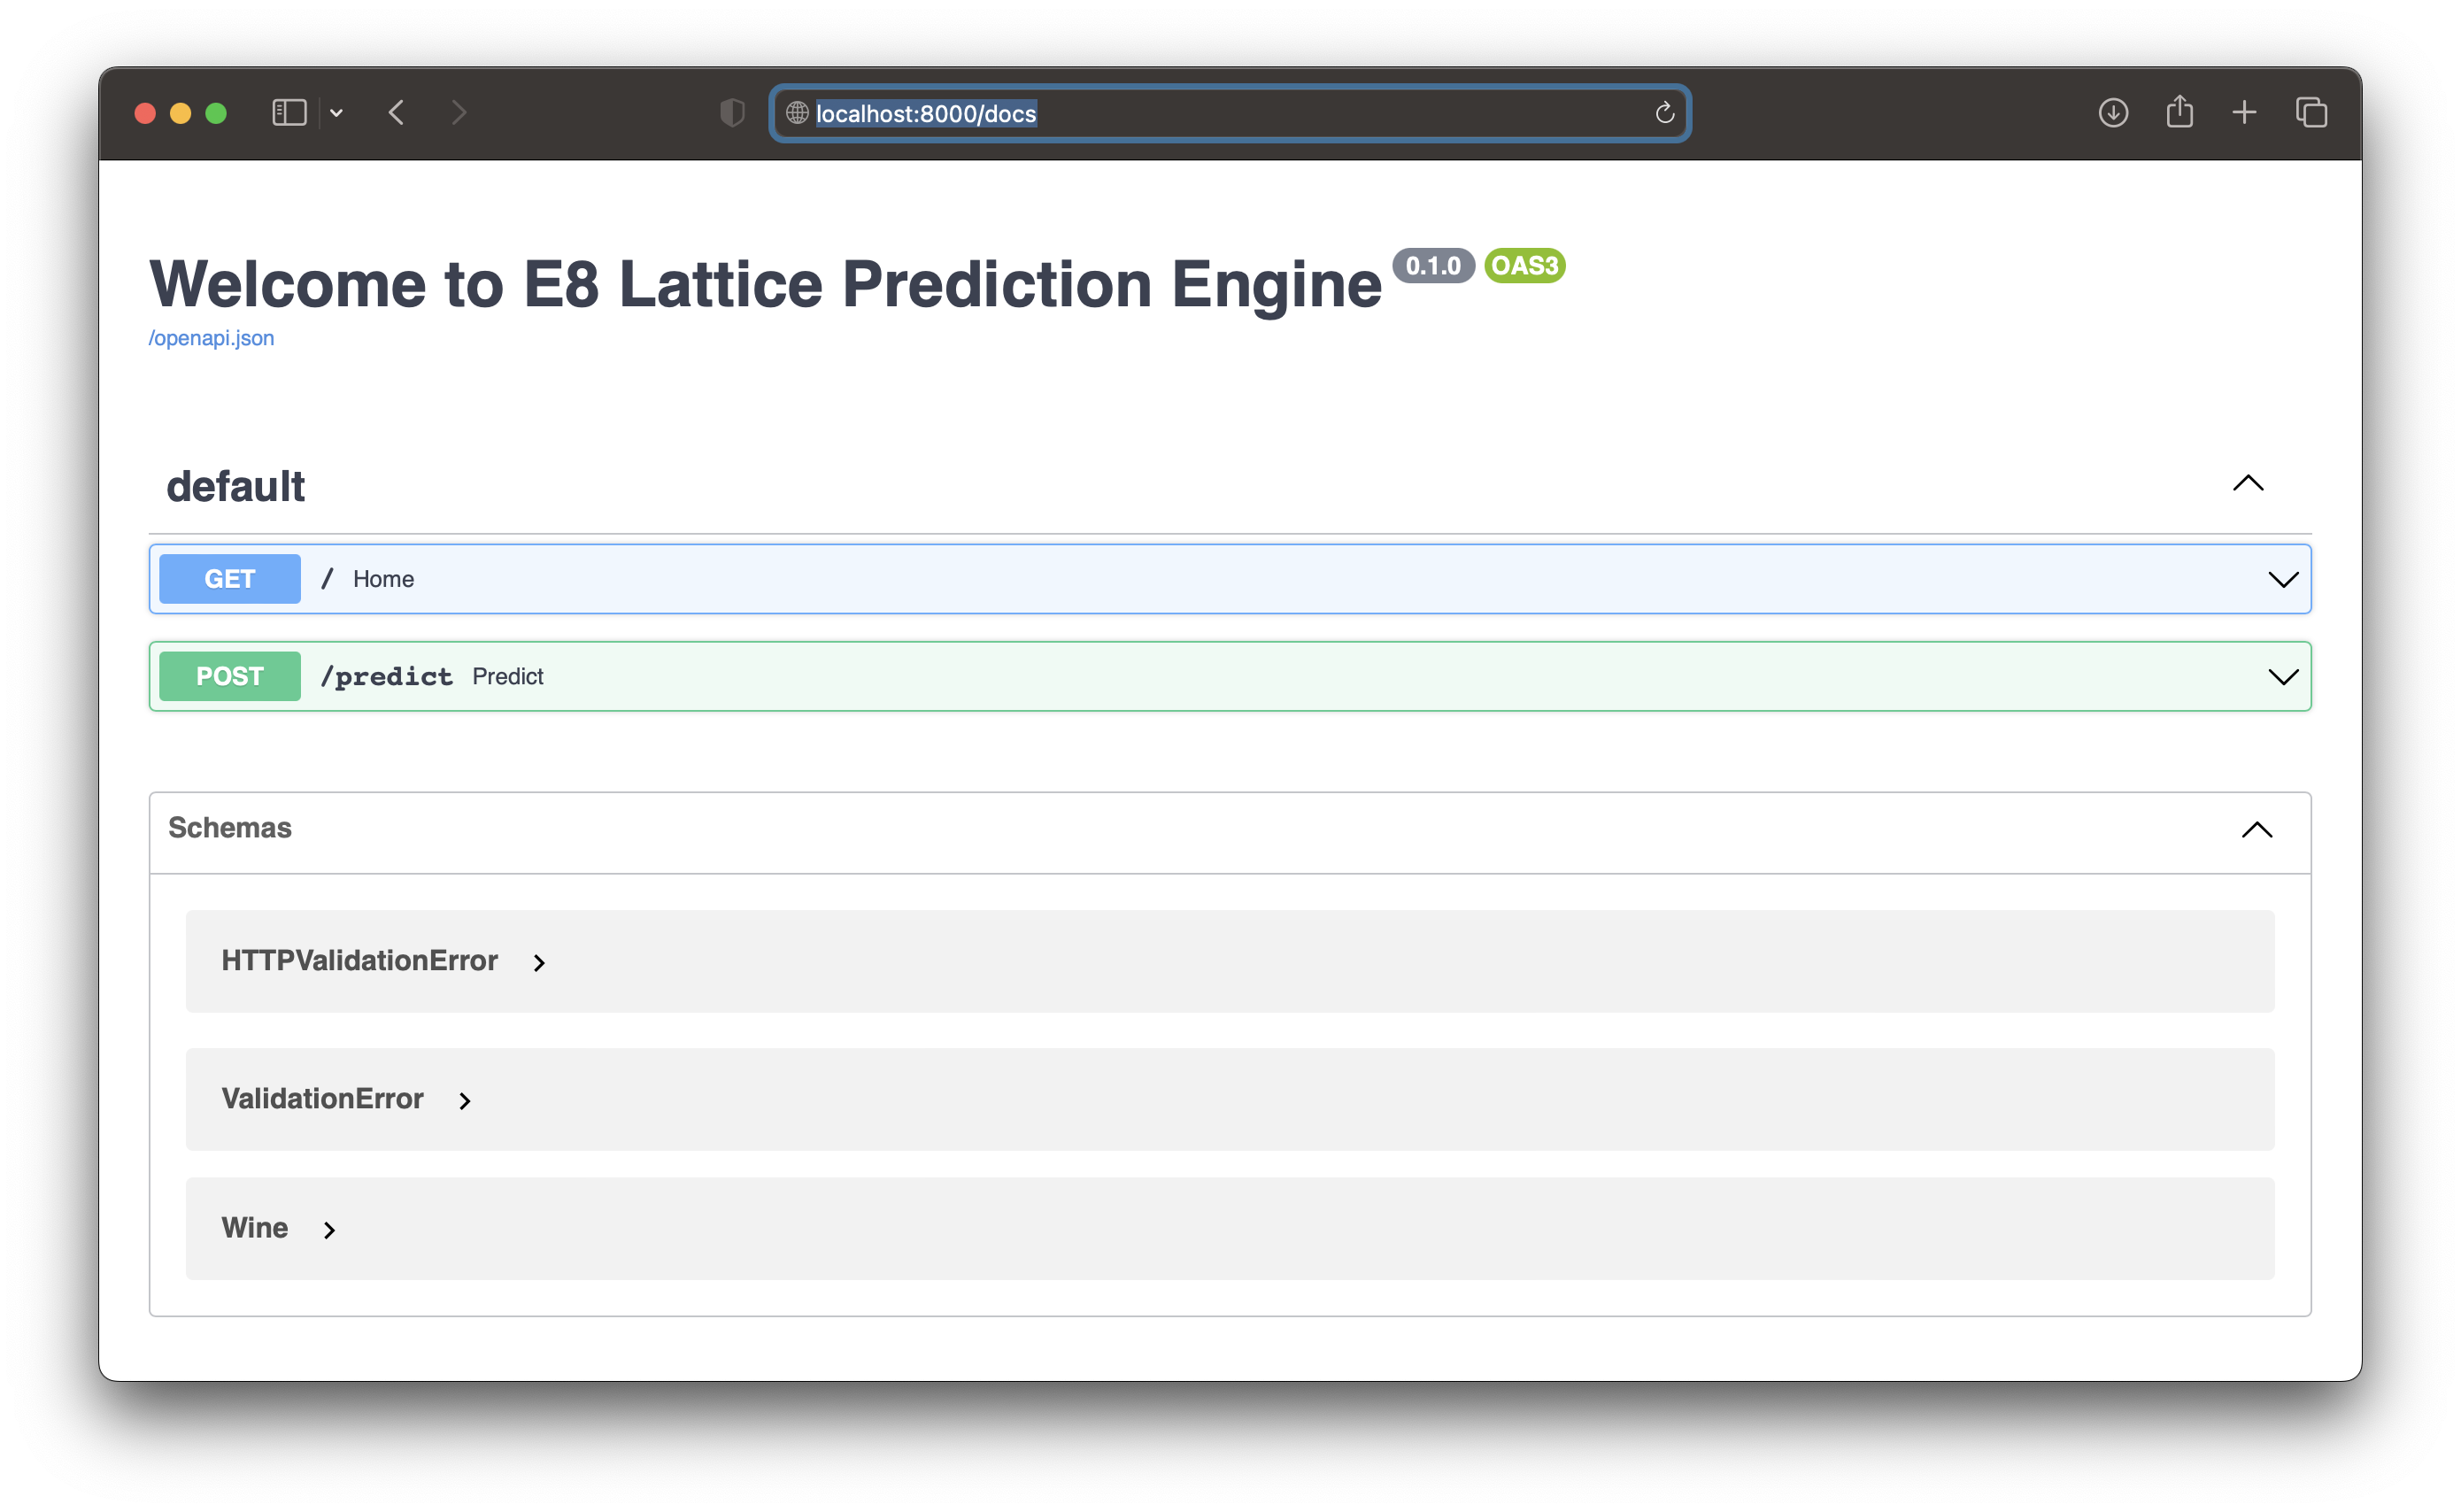 localhost:8000/docs
Welcome to E8 Lattice Prediction Engine 0.1.0 OAS3
/openapi.json
default
GET / Home
POST /predict Predict
Schemas
HTTPValidationError
ValidationError
Wine